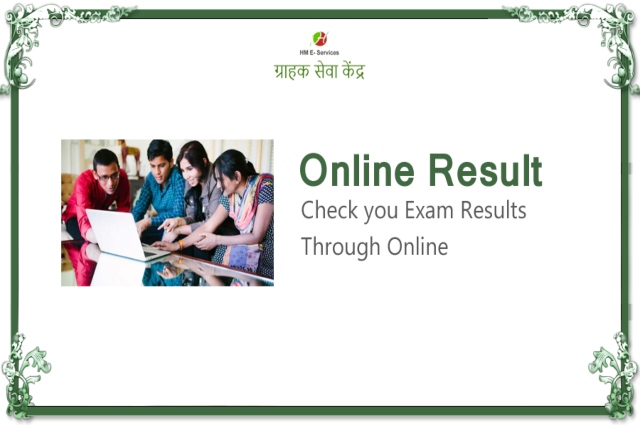 HM E- Services
ग्राहक सेवा केंद्र
Online Result
Check you Exam Results
Through Online